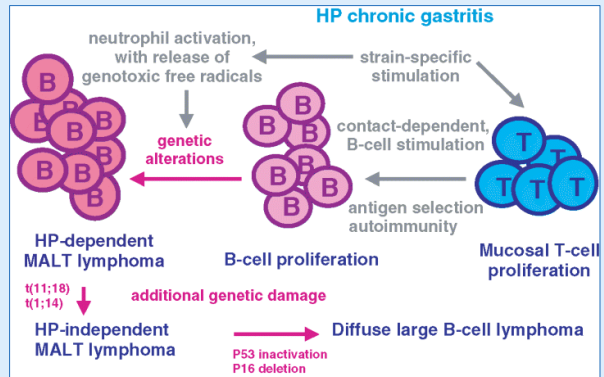 HP chronic gastritis
neutrophil activation,
with release of
genotoxic free radicals
strain-specific
stimulation
B
B
B
B
B
B
B
B
genetic
alterations
B
B
B
B
B
B
contact-dependent,
B-cell stimulation
T
T
T
T
T
antigen selection
autoimmunity
HP-dependent
MALT lymphoma
B-cell proliferation
Mucosal T-cell
proliferation
t(11;18)
t(1;14)
additional genetic damage
HP-independent
MALT lymphoma
Diffuse large B-cell lymphoma
P53 inactivation
P16 deletion